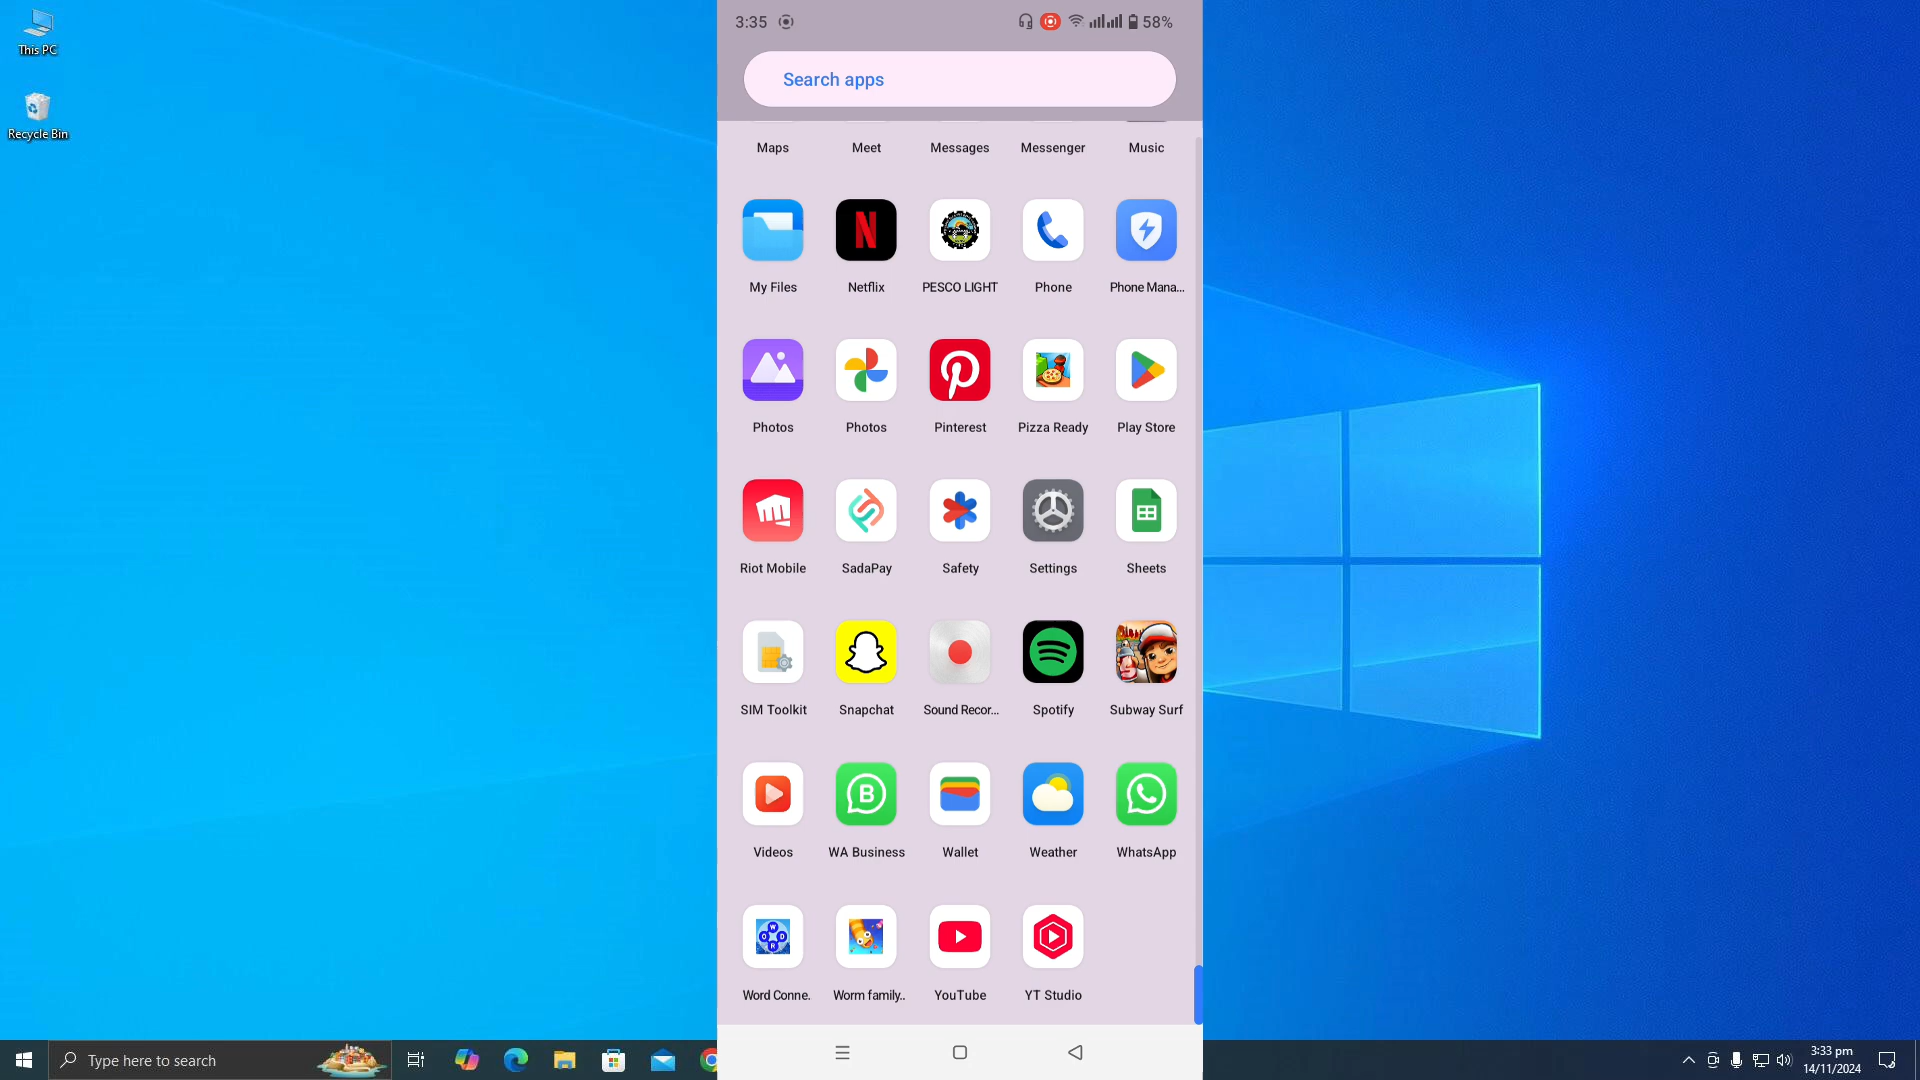 This PC
Recycle Bin
3:35
58%
Search apps
Maps Meet Messages Messenger Music
My Files Netflix PESCO LIGHT Phone Phone Mana...
Photos Photos Pinterest Pizza Ready Play Store
Riot Mobile SadaPay Safety Settings Sheets
SIM Toolkit Snapchat Sound Recor... Spotify Subway Surf
Videos WA Business Wallet Weather WhatsApp
Word Conne. Worm family.. YouTube YT Studio
Type here to search
3:33 pm
14/11/2024